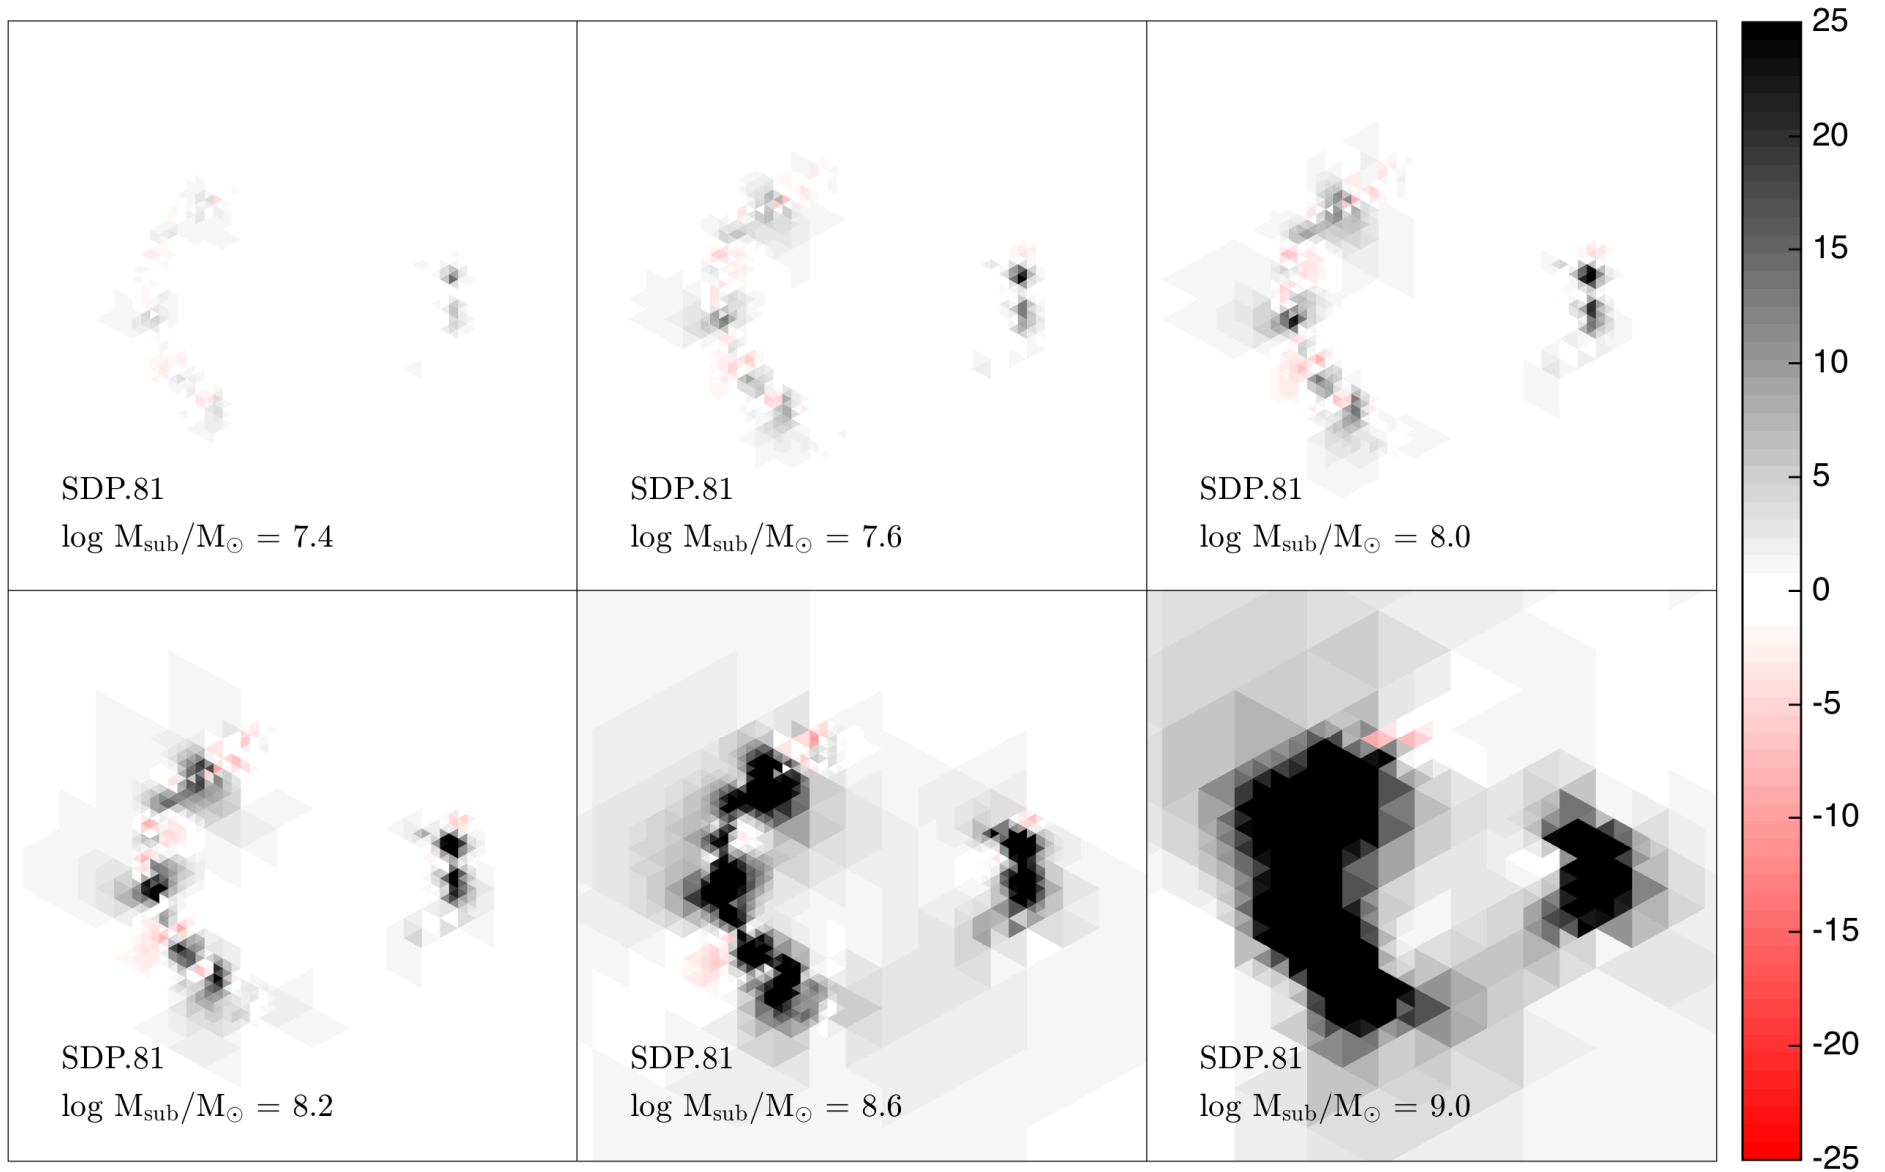 SDP.81
log M_sub/M_⊙ = 7.4
SDP.81
log M_sub/M_⊙ = 7.6
SDP.81
log M_sub/M_⊙ = 8.0
SDP.81
log M_sub/M_⊙ = 8.2
SDP.81
log M_sub/M_⊙ = 8.6
SDP.81
log M_sub/M_⊙ = 9.0
25
20
15
10
5
0
-5
-10
-15
-20
-25